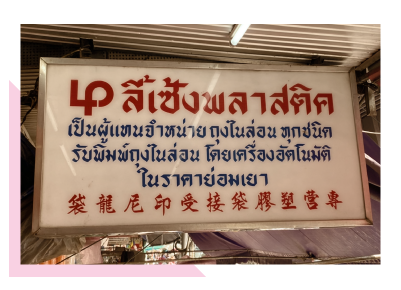 LP ลี้เซ้งพลาสติค
เป็นผู้แทนจำหน่าย ถุงไนล่อน ทุกชนิด
รับพิมพ์ถุงไนล่อน โดยเครื่องอัตโนมัติ
ในราคาย่อมเยา
袋龍尼印受接袋膠塑營專